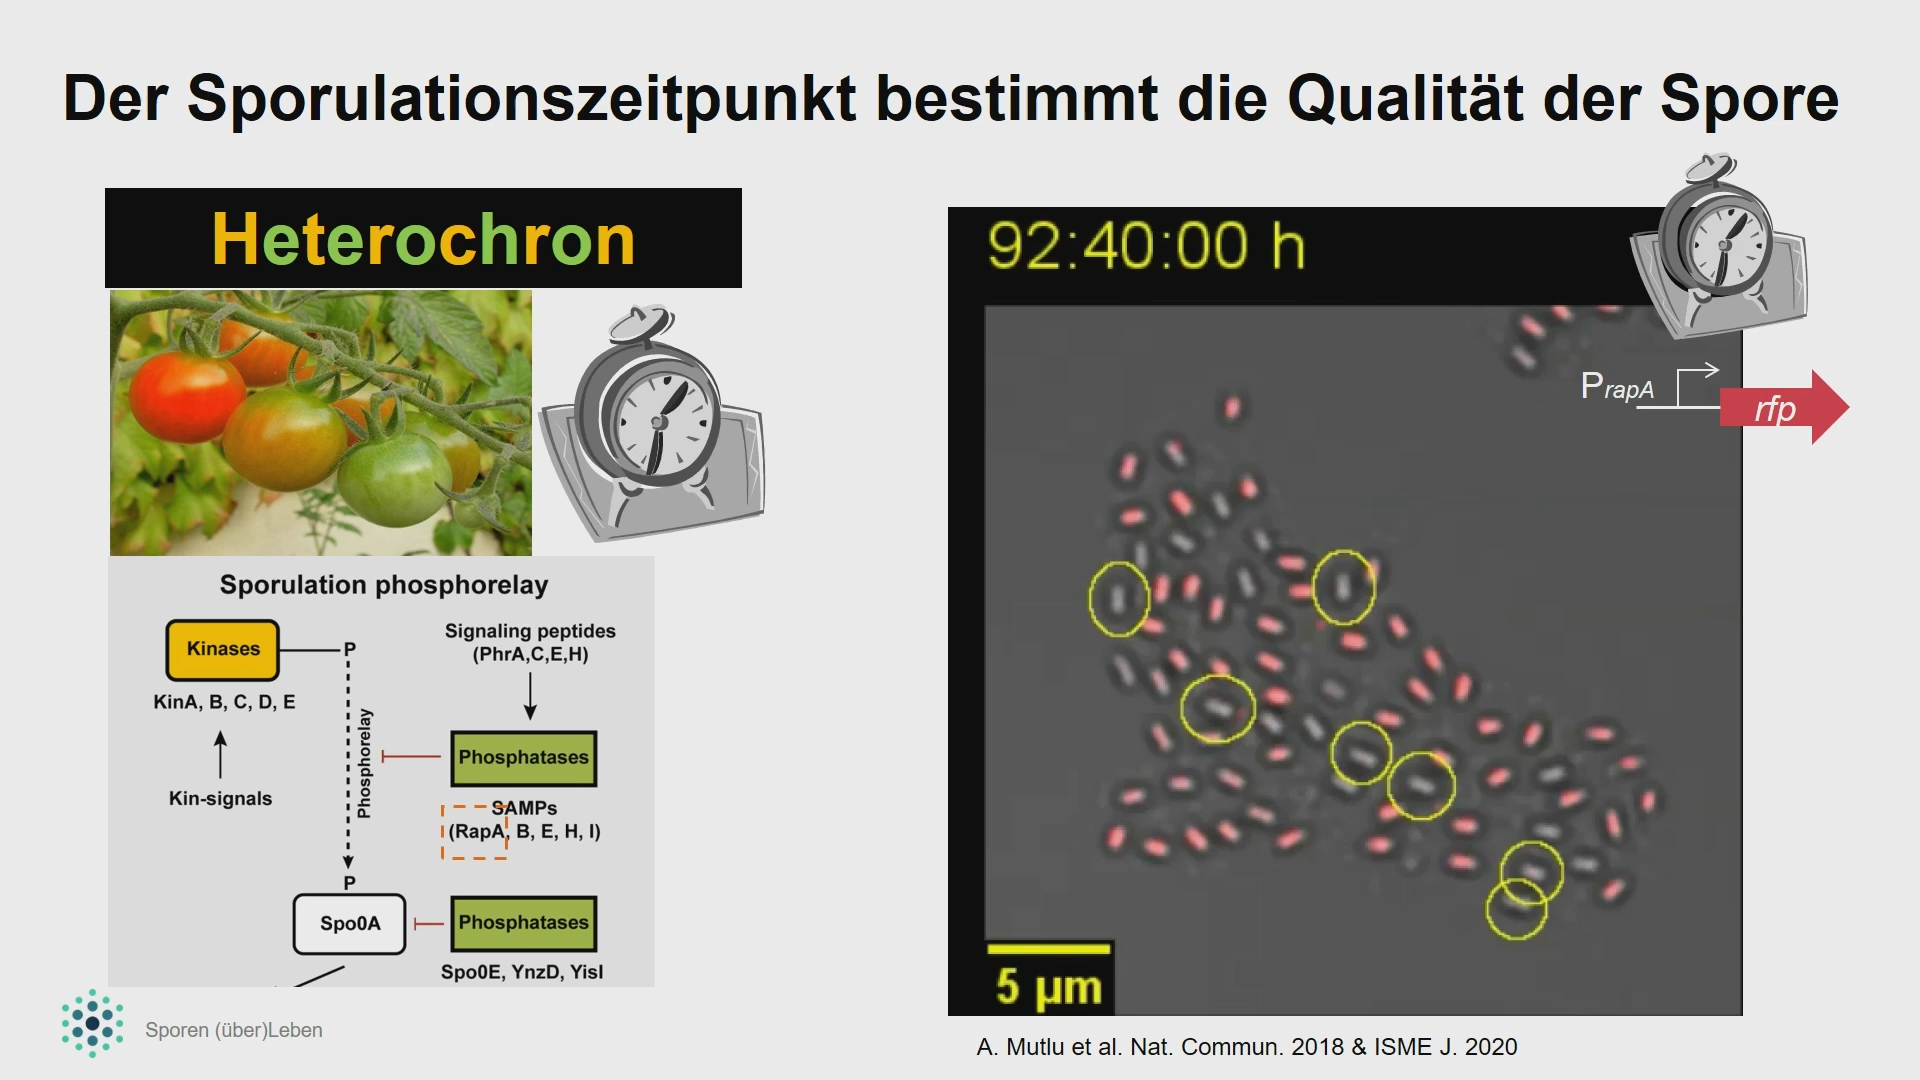 Der Sporulationszeitpunkt bestimmt die Qualität der Spore
Heterochron
Sporulation phosphorelay
Kinases
P
KinA, B, C, D, E
Kin-signals
Phosphorelay
P
Spo0A
Signaling peptides
(PhrA,C,E,H)
Phosphatases
SAMPs
(RapA, B, E, H, I)
Phosphatases
Spo0E, YnzD, YisI
92:40:00 h
PrapA
rfp
5 µm
Sporen (über)Leben
A. Mutlu et al. Nat. Commun. 2018 & ISME J. 2020